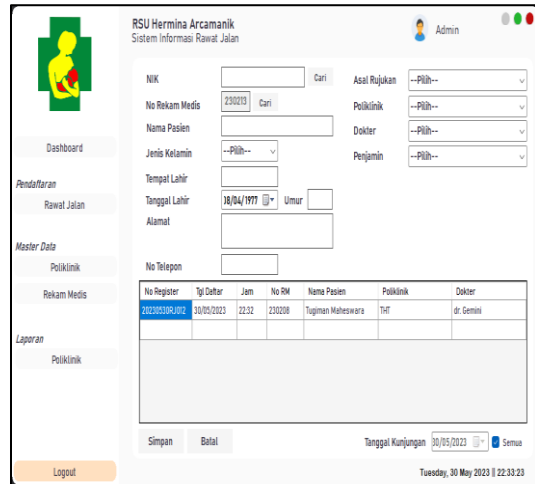 RSU Hermina Arcamanik
Sistem Informasi Rawat Jalan
Admin
Dashboard
Pendaftaran
Rawat Jalan
Master Data
Poliklinik
Rekam Medis
Laporan
Poliklinik
Logout
NIK Cari
No Rekam Medis 230213 Cari
Nama Pasien
Jenis Kelamin --Pilih--
Tempat Lahir
Tanggal Lahir 08/04/1977 Umur
Alamat
No Telepon
Asal Rujukan --Pilih--
Poliklinik --Pilih--
Dokter --Pilih--
Penjamin --Pilih--
No Register Tgl Daftar Jam No RM Nama Pasien Poliklinik Dokter
20230530RJ012 30/05/2023 22:32 230208 Tugiman Maheswara THT dr. Gemini
Simpan Batal Tanggal Kunjungan 30/05/2023 Semua
Tuesday, 30 May 2023 || 22:33:23